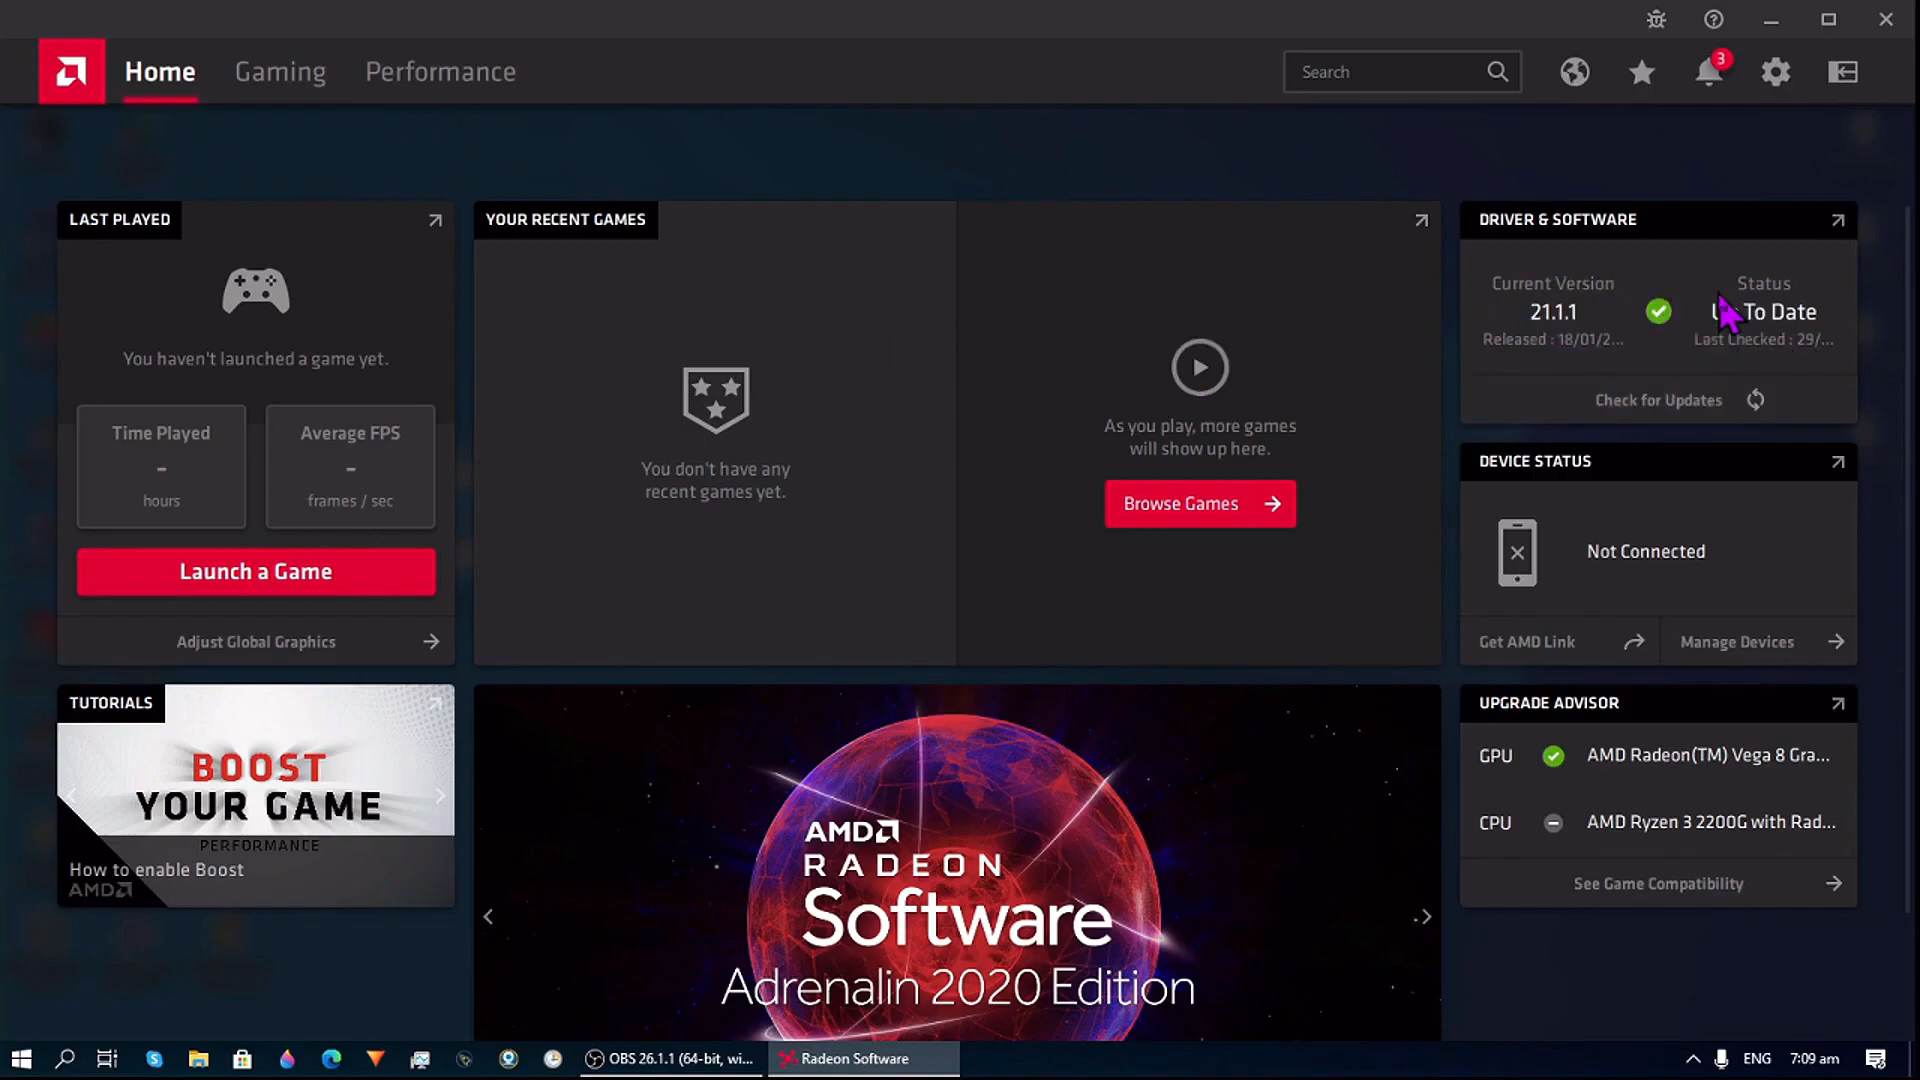 Home
Gaming
Performance
Search
3
LAST PLAYED
You haven't launched a game yet.
Time Played
-
hours
Average FPS
-
frames / sec
Launch a Game
Adjust Global Graphics
YOUR RECENT GAMES
You don't have any
recent games yet.
As you play, more games
will show up here.
Browse Games
DRIVER & SOFTWARE
Current Version
21.1.1
Released : 18/01/2...
Status
To Date
Last Checked : 29/...
Check for Updates
DEVICE STATUS
Not Connected
Get AMD Link
Manage Devices
TUTORIALS
BOOST
YOUR GAME
PERFORMANCE
How to enable Boost
AMD
AMD
RADEON
Software
Adrenalin 2020 Edition
UPGRADE ADVISOR
GPU
AMD Radeon(TM) Vega 8 Gra...
CPU
AMD Ryzen 3 2200G with Rad...
See Game Compatibility
OBS 26.1.1 (64-bit, wi...
Radeon Software
ENG
7:09 am